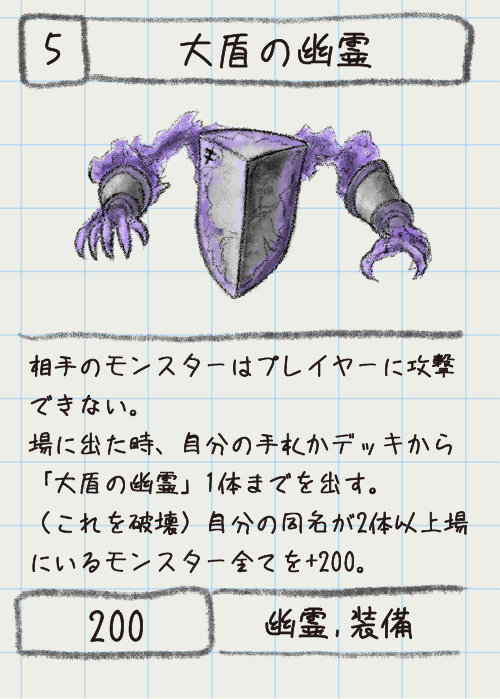 5
大盾の幽霊
相手のモンスターはプレイヤーに攻撃
できない。
場に出た時、自分の手札かデッキから
「大盾の幽霊」1体までを出す。
（これを破壊）自分の同名が2体以上場
にいるモンスター全てを+200。
200
幽霊,装備